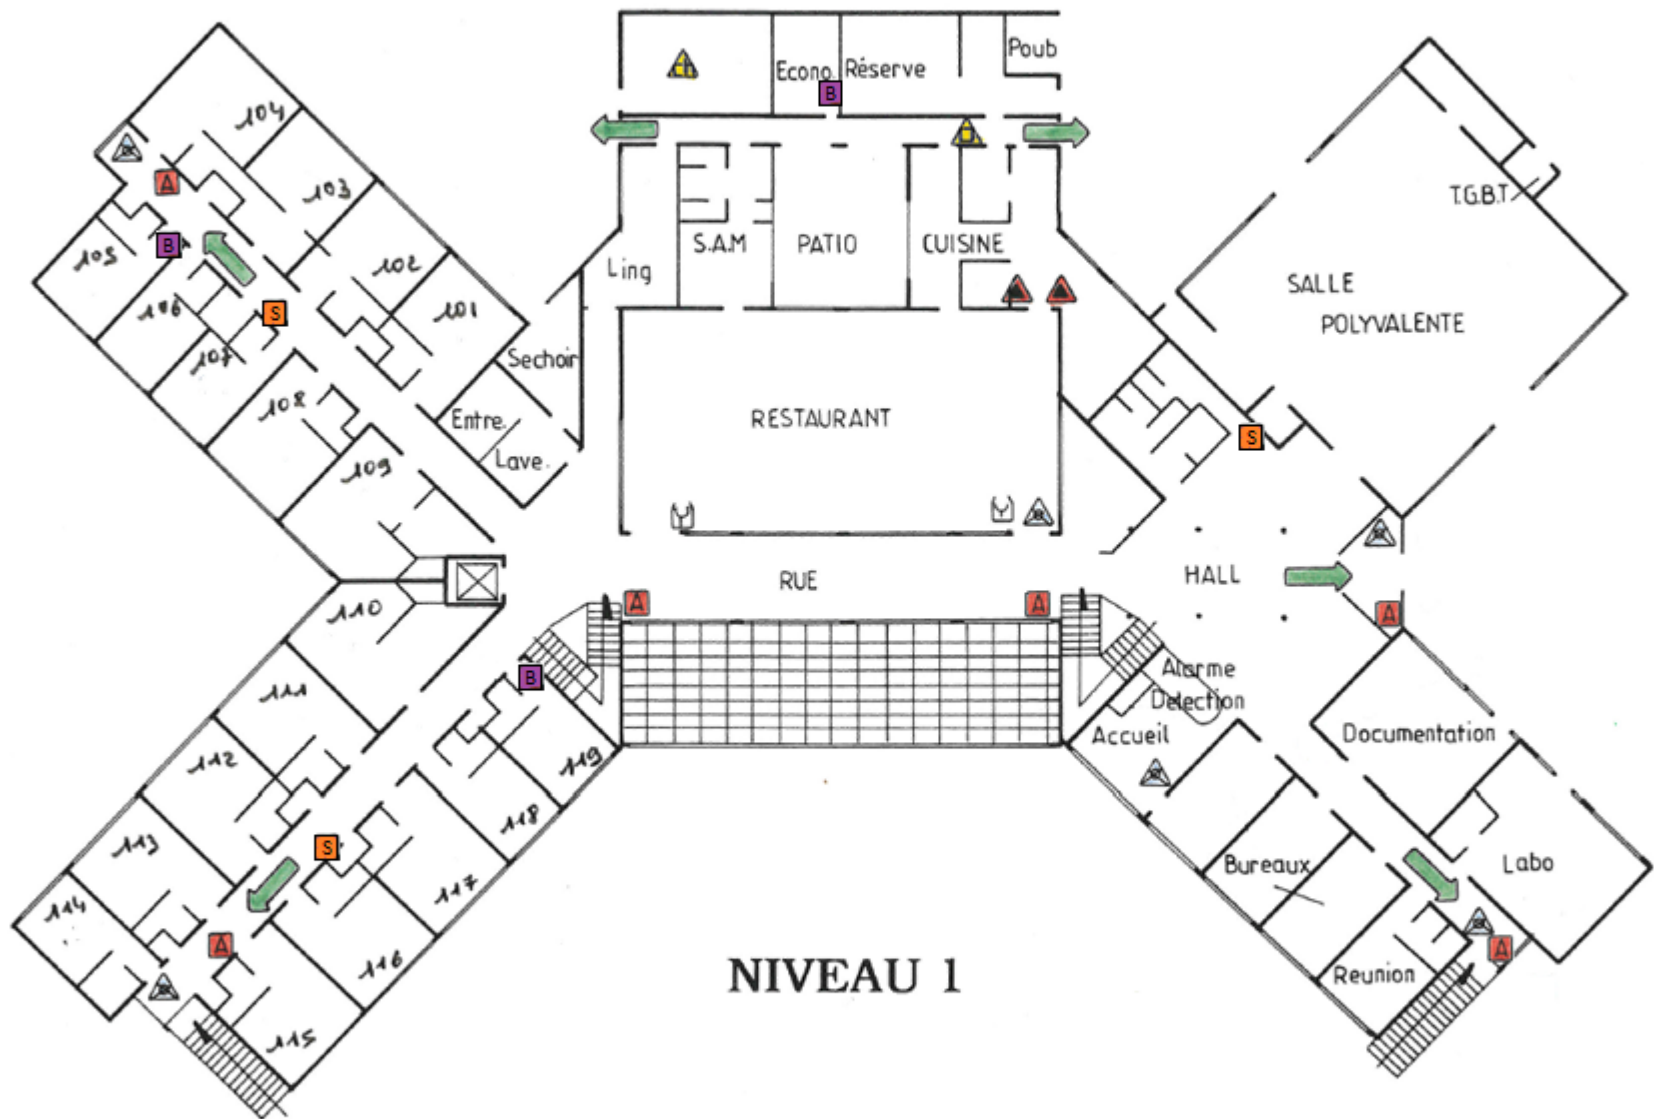 Poub
Econo.
Réserve
B
104
A
103
B
105
102
106
S
101
107
108
109
Sechoir
Entre.
Lave.
Ling
S.A.M
PATIO
CUISINE
T.G.B.T
SALLE
POLYVALENTE
RESTAURANT
S
RUE
HALL
A
A
A
110
111
112
113
114
115
116
117
118
119
B
S
A
Alarme
Detection
Accueil
Documentation
Bureaux
Labo
Reunion
A
NIVEAU 1